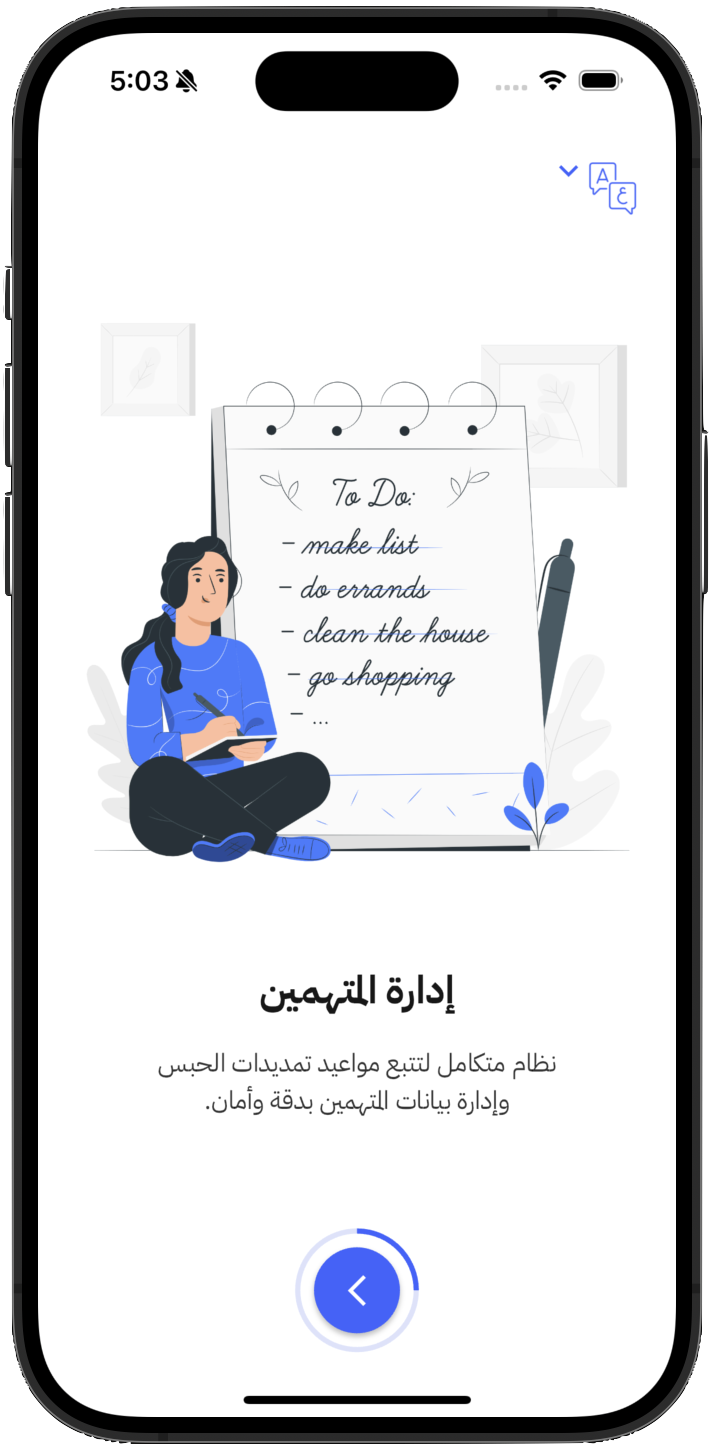 5:03
A
ع
To Do:
– make list
– do errands
– clean the house
– go shopping
– ...
إدارة المتهمين
نظام متكامل لتتبع مواعيد تمديدات الحبس
وإدارة بيانات المتهمين بدقة وأمان.